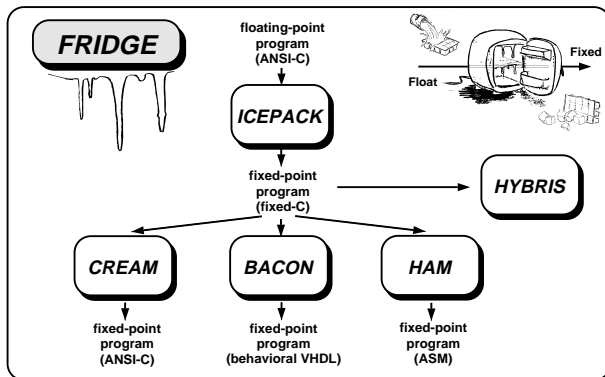 FRIDGE
floating-point
program
(ANSI-C)
Float
Fixed
ICEPACK
fixed-point
program
(fixed-C)
HYBRIS
CREAM
BACON
HAM
fixed-point
program
(ANSI-C)
fixed-point
program
(behavioral VHDL)
fixed-point
program
(ASM)